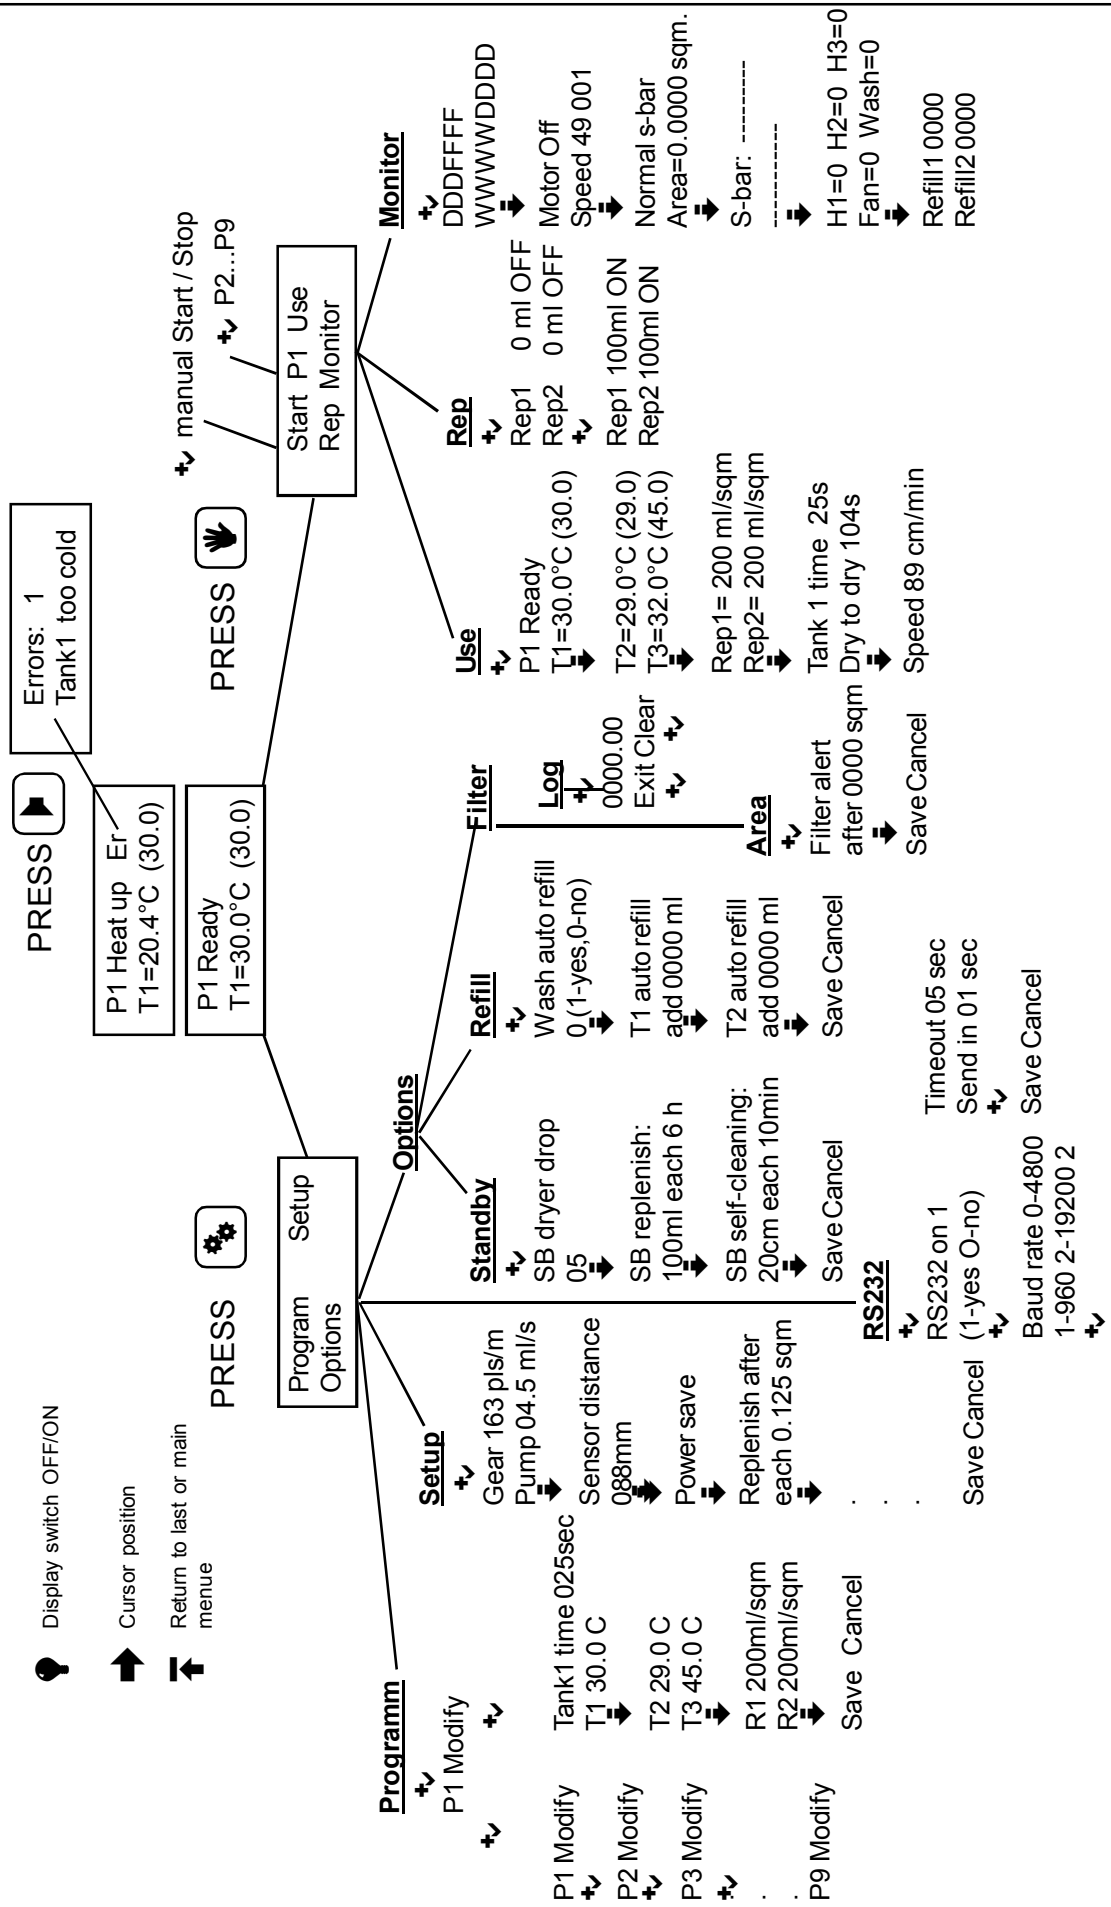 Display switch OFF/ON
Cursor position
Return to last or main
menue
PRESS
PRESS
PRESS
Errors: 1
Tank1 too cold
P1 Heat up Er
T1=20.4°C (30.0)
P1 Ready
T1=30.0°C (30.0)
manual Start / Stop
P2...P9
Program Setup
Options
Start P1 Use
Rep Monitor
Programm
P1 Modify
P1 Modify
P2 Modify
P3 Modify
.
.
.
P9 Modify
Tank1 time 025sec
T1 30.0 C
T2 29.0 C
T3 45.0 C
R1 200ml/sqm
R2 200ml/sqm
Save Cancel
Setup
Gear 163 pls/m
Pump 04.5 ml/s
Sensor distance
088mm
Power save
Replenish after
each 0.125 sqm
.
.
.
Save Cancel
Options
Standby
SB dryer drop
05
SB replenish:
100ml each 6 h
SB self-cleaning:
20cm each 10min
Save Cancel
RS232
RS232 on 1
(1-yes O-no)
Baud rate 0-4800
1-960 2-19200 2
Timeout 05 sec
Send in 01 sec
Save Cancel
Refill
Wash auto refill
0 (1-yes,0-no)
T1 auto refill
add 0000 ml
T2 auto refill
add 0000 ml
Save Cancel
Filter
Log
0000.00
Exit Clear
Area
Filter alert
after 0000 sqm
Save Cancel
Use
P1 Ready
T1=30.0°C (30.0)
T2=29.0°C (29.0)
T3=32.0°C (45.0)
Rep1= 200 ml/sqm
Rep2= 200 ml/sqm
Tank 1 time 25s
Dry to dry 104s
Speed 89 cm/min
Rep
Rep1 0 ml OFF
Rep2 0 ml OFF
Rep1 100ml ON
Rep2 100ml ON
Monitor
DDDFFFF
WWWWDDDD
Motor Off
Speed 49 001
Normal s-bar
Area=0.0000 sqm.
S-bar: ----------
-------------
H1=0 H2=0 H3=0
Fan=0 Wash=0
Refill1 0000
Refill2 0000